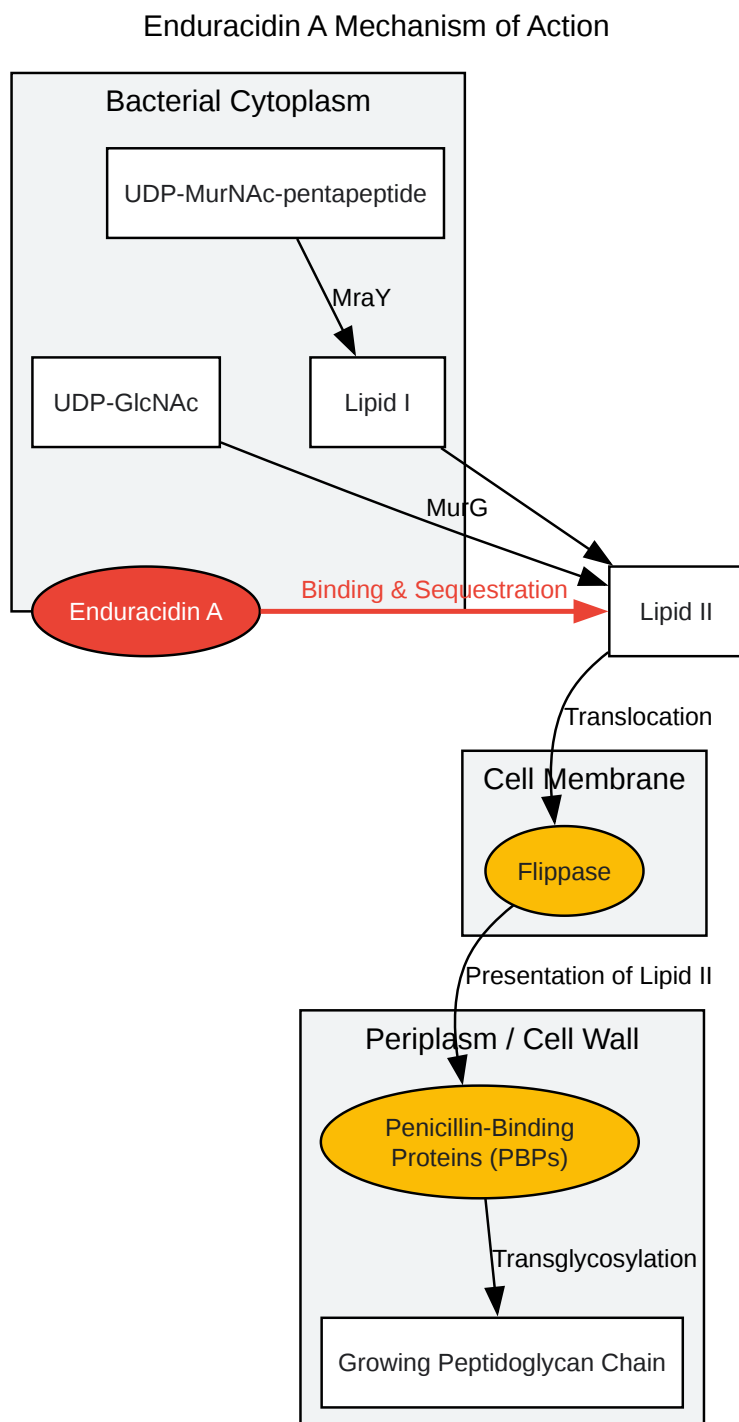 Enduracidin A Mechanism of Action
Bacterial Cytoplasm
UDP-MurNAc-pentapeptide
MraY
UDP-GlcNAc
Lipid I
MurG
Enduracidin A
Binding & Sequestration
Lipid II
Translocation
Cell Membrane
Flippase
Presentation of Lipid II
Periplasm / Cell Wall
Penicillin-Binding
Proteins (PBPs)
Transglycosylation
Growing Peptidoglycan Chain